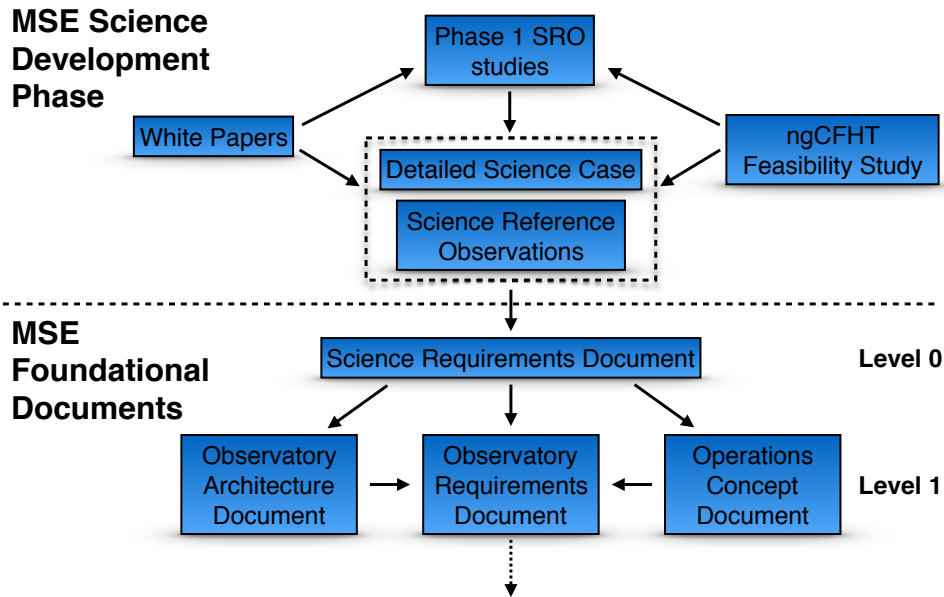 MSE Science
Development
Phase
Phase 1 SRO
studies
White Papers
ngCFHT
Feasibility Study
Detailed Science Case
Science Reference
Observations
MSE
Foundational
Documents
Science Requirements Document
Level 0
Observatory
Architecture
Document
Observatory
Requirements
Document
Operations
Concept
Document
Level 1